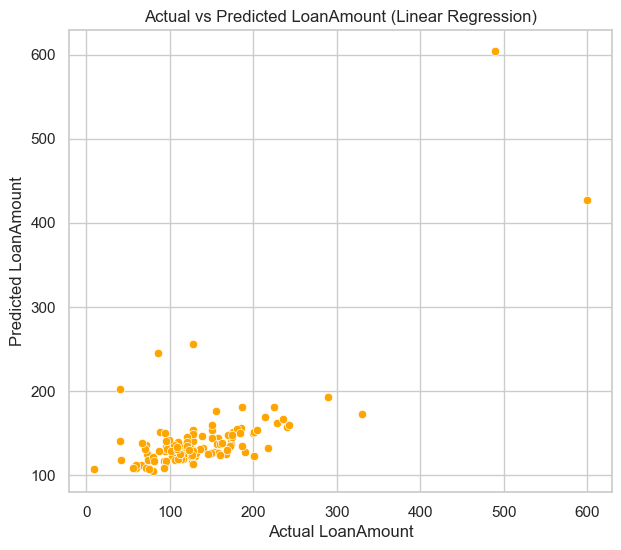 Actual vs Predicted LoanAmount (Linear Regression)
600
500
400
300
200
100
Predicted LoanAmount
0 100 200 300 400 500 600
Actual LoanAmount